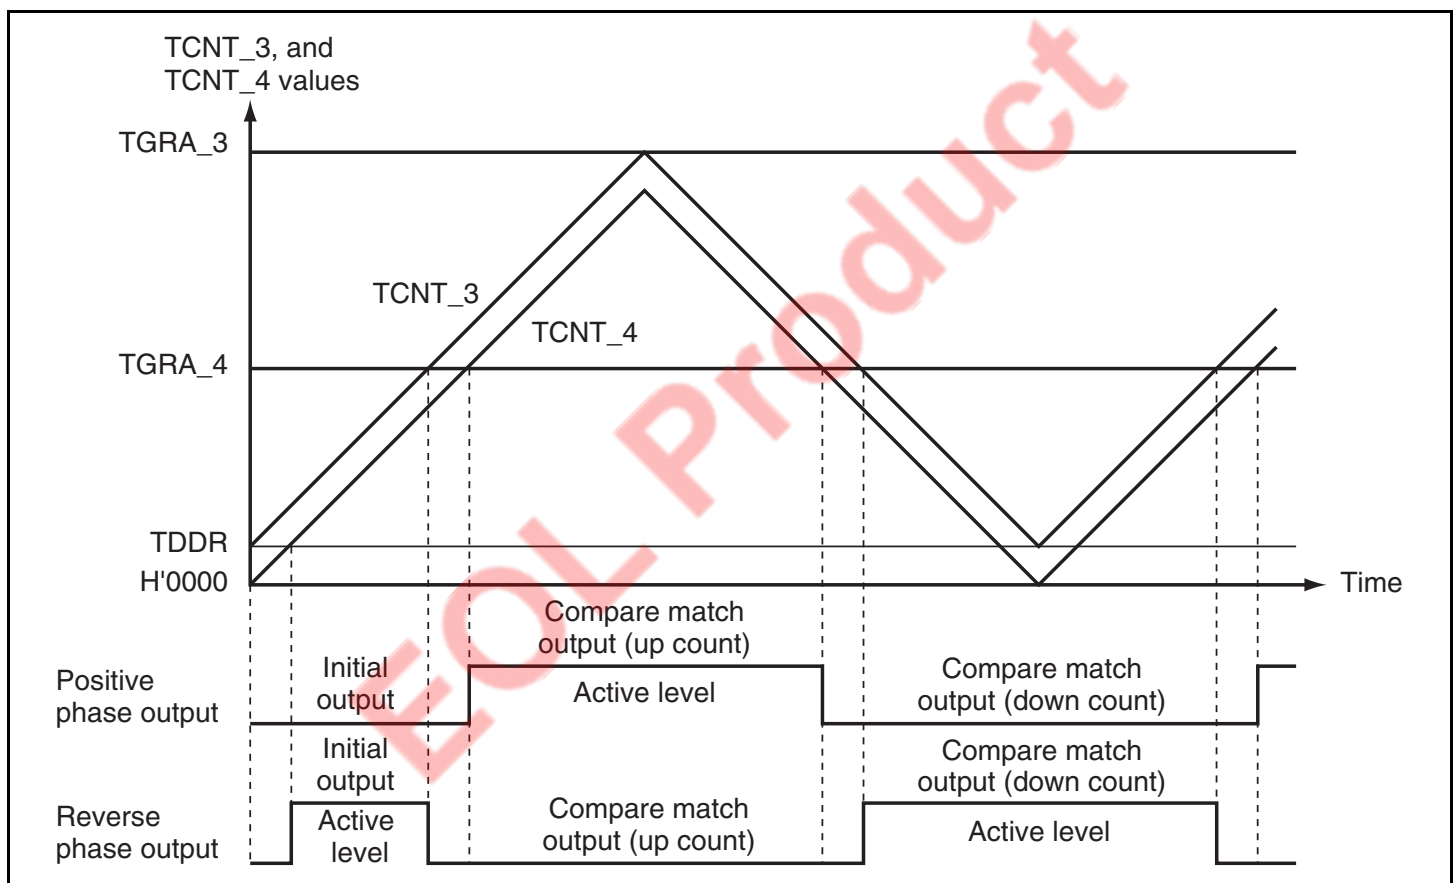 TCNT_3, and
TCNT_4 values
TGRA_3
TCNT_3
TCNT_4
TGRA_4
TDDR
H'0000
Time
Compare match
output (up count)
Positive
phase output
Initial
output
Active level
Compare match
output (down count)
Initial
output
Compare match
output (down count)
Reverse
phase output
Active
level
Compare match
output (up count)
Active level
EOL Product